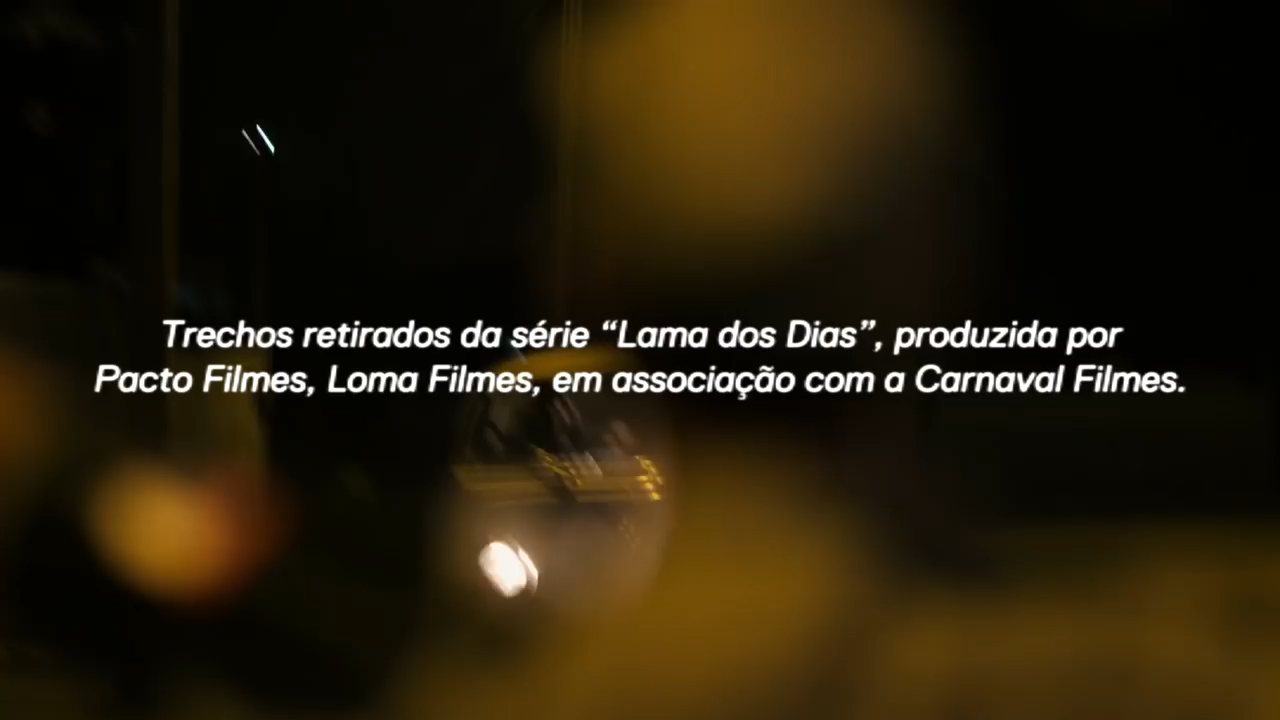 Trechos retirados da série “Lama dos Dias”, produzida por
Pacto Filmes, Loma Filmes, em associação com a Carnaval Filmes.